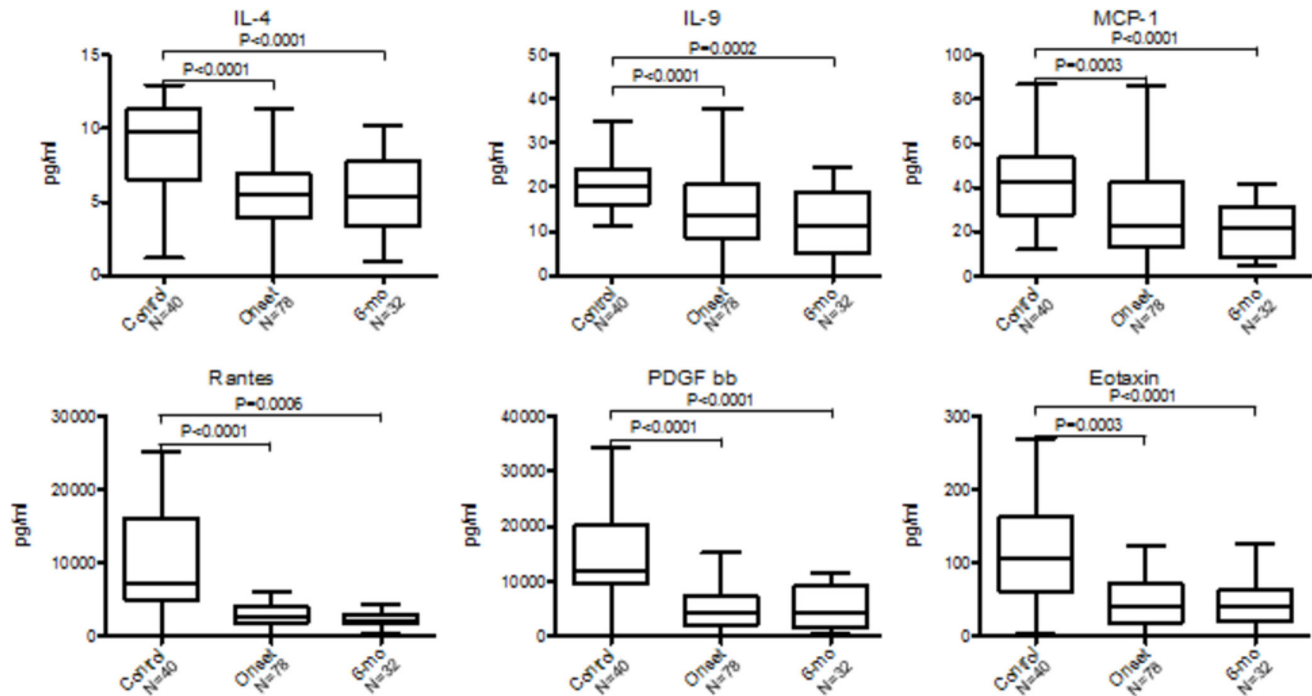 IL-4
P<0.0001
P<0.0001
15
10
5
0
pg/ml
Control
N=40
Onset
N=78
6-mo
N=32
IL-9
P=0.0002
P<0.0001
50
40
30
20
10
0
pg/ml
Control
N=40
Onset
N=78
6-mo
N=32
MCP-1
P<0.0001
P=0.0003
100
80
60
40
20
0
pg/ml
Control
N=40
Onset
N=78
6-mo
N=32
Rantes
P=0.0006
P<0.0001
30000
20000
10000
0
pg/ml
Control
N=40
Onset
N=78
6-mo
N=32
PDGF bb
P<0.0001
P<0.0001
40000
30000
20000
10000
0
pg/ml
Control
N=40
Onset
N=78
6-mo
N=32
Eotaxin
P<0.0001
P=0.0003
300
200
100
0
pg/ml
Control
N=40
Onset
N=78
6-mo
N=32